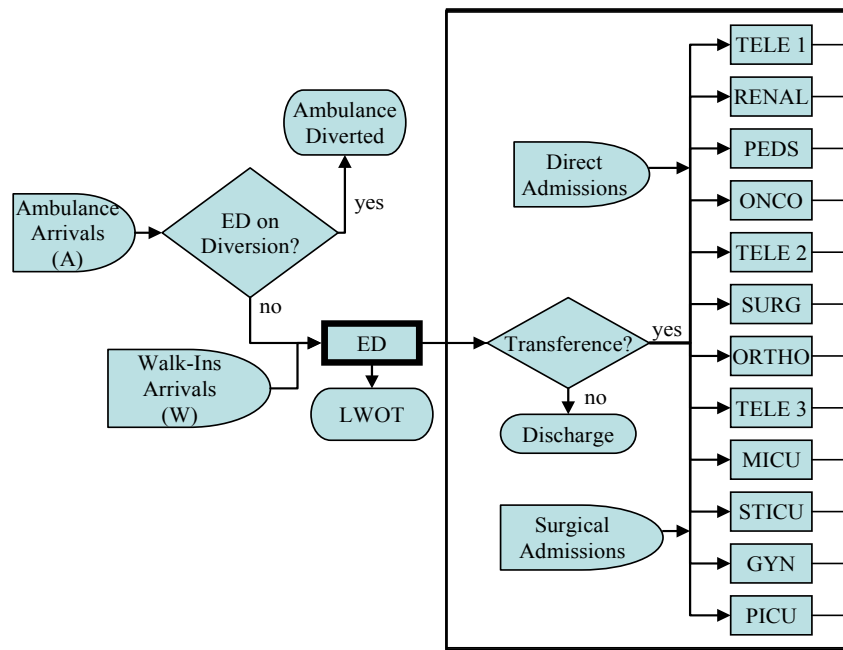 Ambulance
Arrivals
(A)
ED on
Diversion?
yes
Ambulance
Diverted
no
Walk-Ins
Arrivals
(W)
ED
LWOT
Transference?
yes
no
Discharge
Direct
Admissions
Surgical
Admissions
TELE 1
RENAL
PEDS
ONCO
TELE 2
SURG
ORTHO
TELE 3
MICU
STICU
GYN
PICU